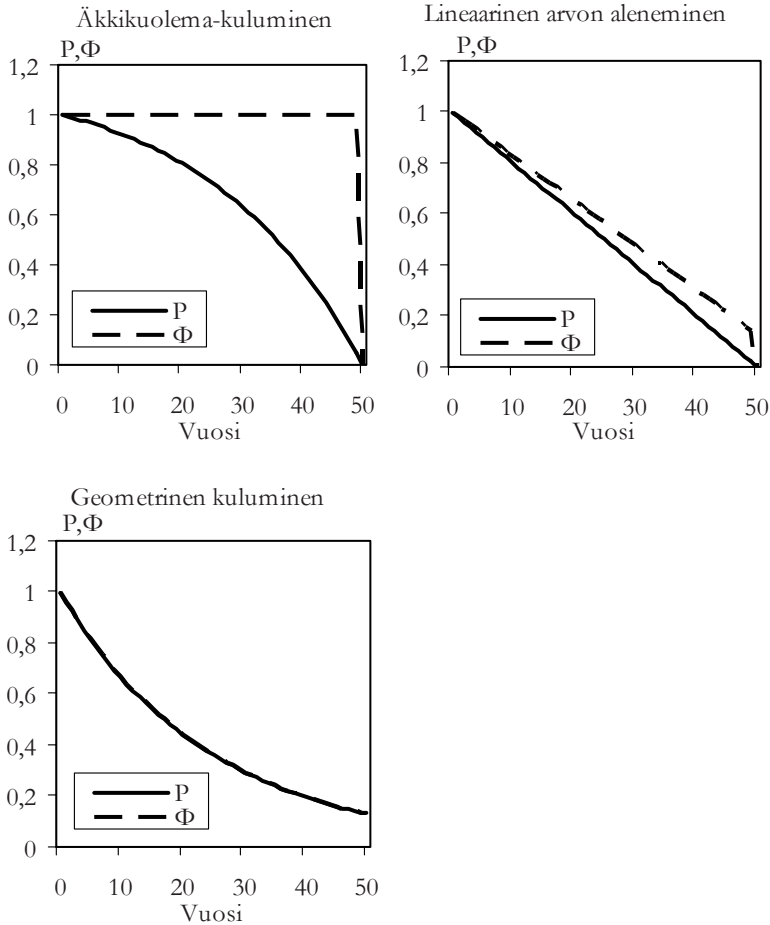 Äkkikuolema-kuluminen
P,Φ
1,2
1
0,8
0,6
0,4
0,2
0
P
Φ
0 10 20 30 40 50
Vuosi
Lineaarinen arvon aleneminen
P,Φ
1,2
1
0,8
0,6
0,4
0,2
0
P
Φ
0 10 20 30 40 50
Vuosi
Geometrinen kuluminen
P,Φ
1,2
1
0,8
0,6
0,4
0,2
0
P
Φ
0 10 20 30 40 50
Vuosi